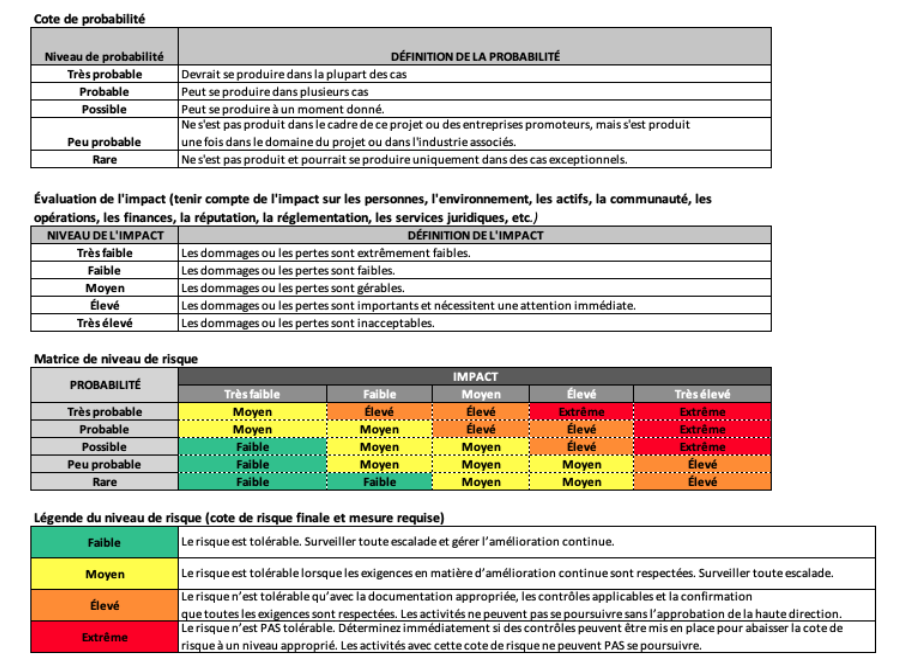 Cote de probabilité
Niveau de probabilité DÉFINITION DE LA PROBABILITÉ
Très probable Devrait se produire dans la plupart des cas
Probable Peut se produire dans plusieurs cas
Possible Peut se produire à un moment donné.
Peu probable Ne s'est pas produit dans le cadre de ce projet ou des entreprises promoteurs, mais s'est produit
une fois dans le domaine du projet ou dans l'industrie associés.
Rare Ne s'est pas produit et pourrait se produire uniquement dans des cas exceptionnels.
Évaluation de l'impact (tenir compte de l'impact sur les personnes, l'environnement, les actifs, la communauté, les
opérations, les finances, la réputation, la réglementation, les services juridiques, etc.)
NIVEAU DE L'IMPACT DÉFINITION DE L'IMPACT
Très faible Les dommages ou les pertes sont extrêmement faibles.
Faible Les dommages ou les pertes sont faibles.
Moyen Les dommages ou les pertes sont gérables.
Élevé Les dommages ou les pertes sont importants et nécessitent une attention immédiate.
Très élevé Les dommages ou les pertes sont inacceptables.
Matrice de niveau de risque
PROBABILITÉ IMPACT
Très faible Faible Moyen Élevé Très élevé
Très probable Moyen Élevé Élevé Extrême Extrême
Probable Moyen Moyen Élevé Élevé Extrême
Possible Faible Moyen Moyen Élevé Extrême
Peu probable Faible Moyen Moyen Moyen Élevé
Rare Faible Faible Moyen Moyen Élevé
Légende du niveau de risque (cote de risque finale et mesure requise)
Faible Le risque est tolérable. Surveiller toute escalade et gérer l'amélioration continue.
Moyen Le risque est tolérable lorsque les exigences en matière d'amélioration continue sont respectées. Surveiller toute escalade.
Élevé Le risque n'est tolérable qu'avec la documentation appropriée, les contrôles applicables et la confirmation
que toutes les exigences sont respectées. Les activités ne peuvent pas se poursuivre sans l'approbation de la haute direction.
Extrême Le risque n'est PAS tolérable. Déterminez immédiatement si des contrôles peuvent être mis en place pour abaisser la cote de
risque à un niveau approprié. Les activités avec cette cote de risque ne peuvent PAS se poursuivre.